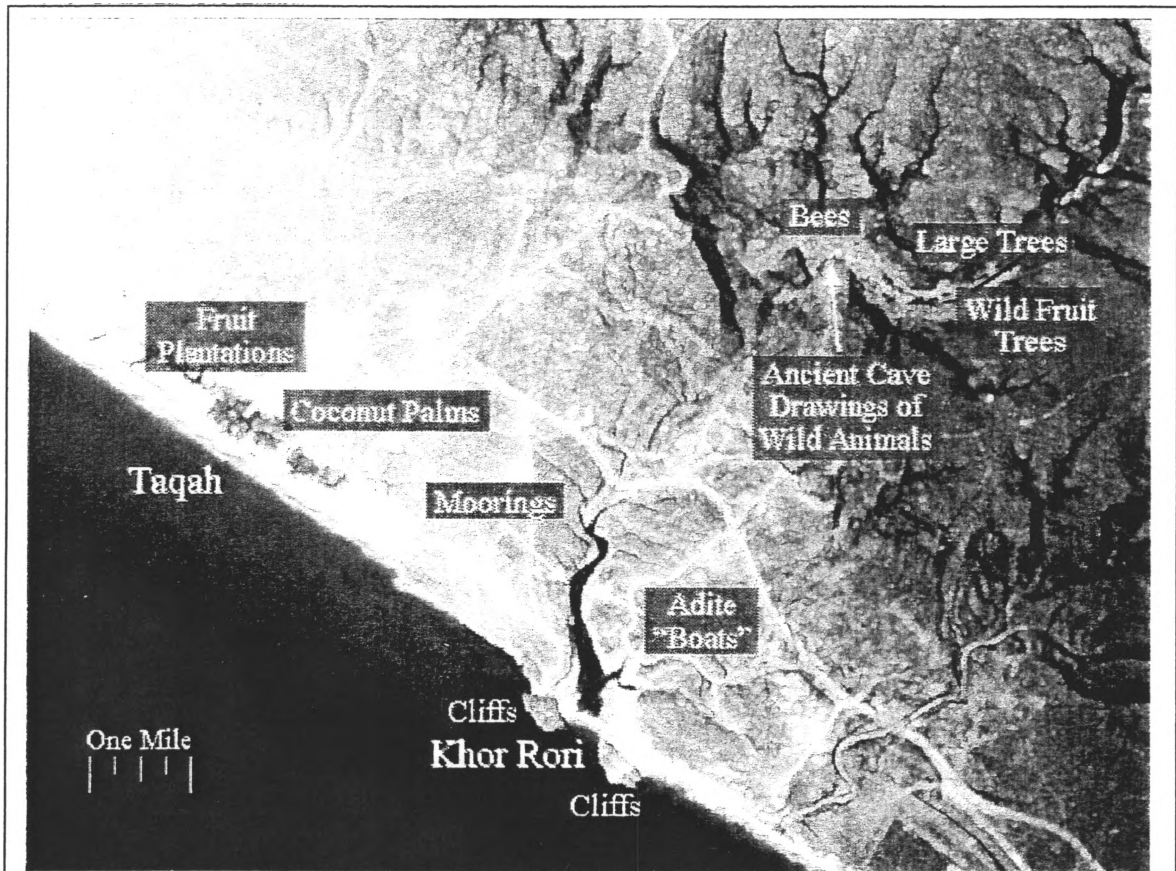 Bees
Large Trees
Wild Fruit
Trees
Fruit
Plantations
Ancient Cave
Drawings of
Wild Animals
Coconut Palms
Taqah
Moorings
Adite
"Boats"
Cliffs
One Mile
Khor Rori
Cliffs